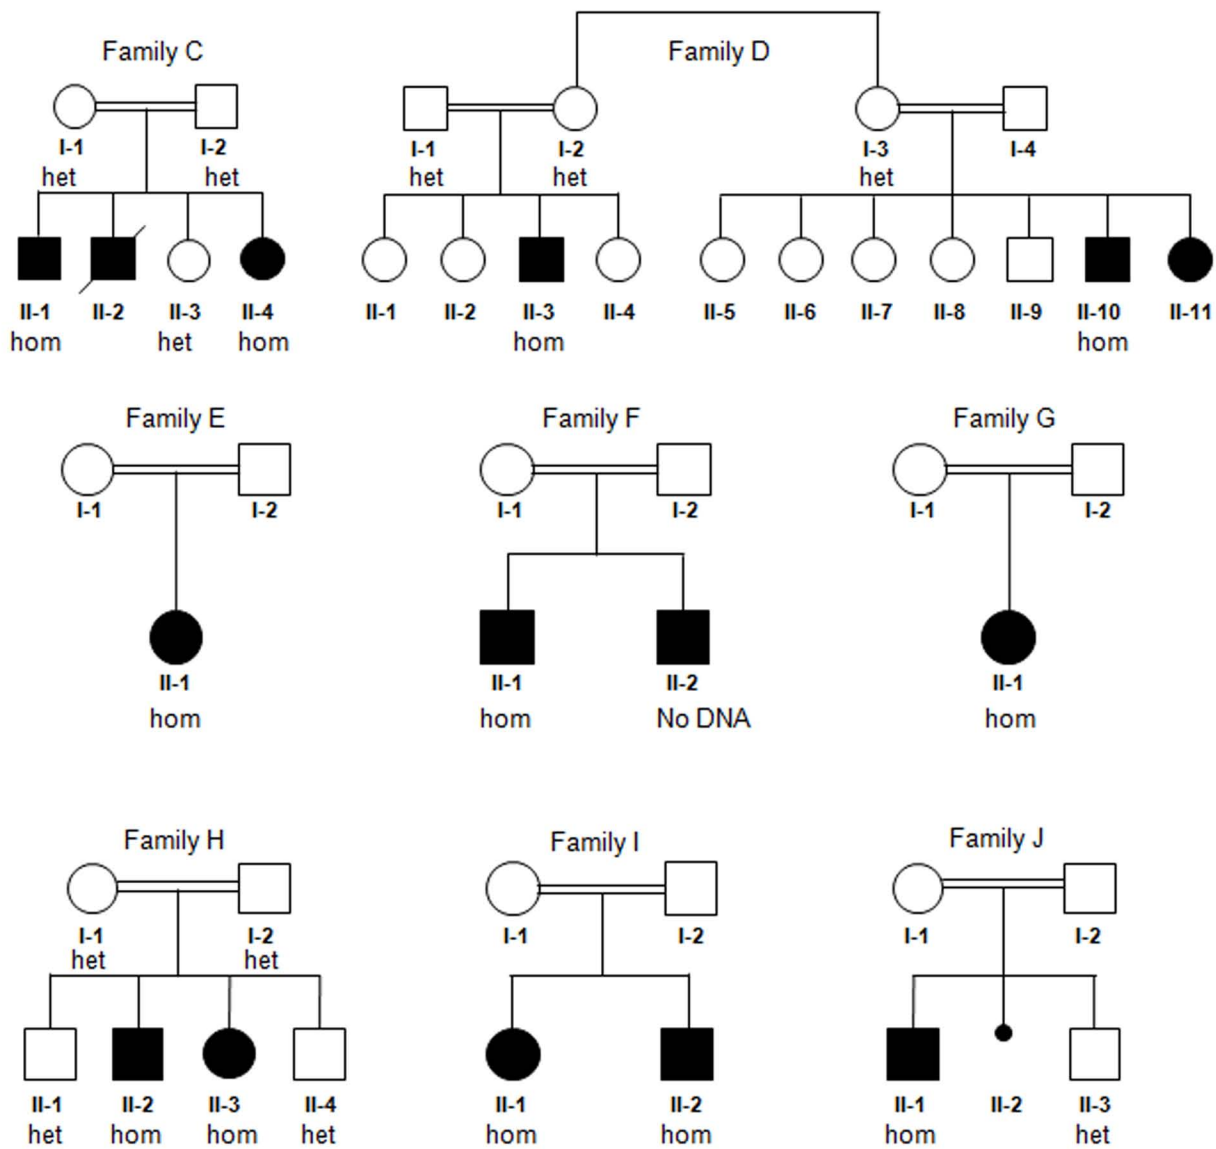 Family C
Family D
I-1 I-2 I-1 I-2 I-3 I-4
het het het het het
II-1 II-2 II-3 II-4 II-1 II-2 II-3 II-4 II-5 II-6 II-7 II-8 II-9 II-10 II-11
hom het hom hom hom
Family E Family F Family G
I-1 I-2 I-1 I-2 I-1 I-2
II-1 II-1 II-2 II-1
hom hom No DNA hom
Family H Family I Family J
I-1 I-2 I-1 I-2 I-1 I-2
het het
II-1 II-2 II-3 II-4 II-1 II-2 II-1 II-2 II-3
het hom hom het hom hom hom het